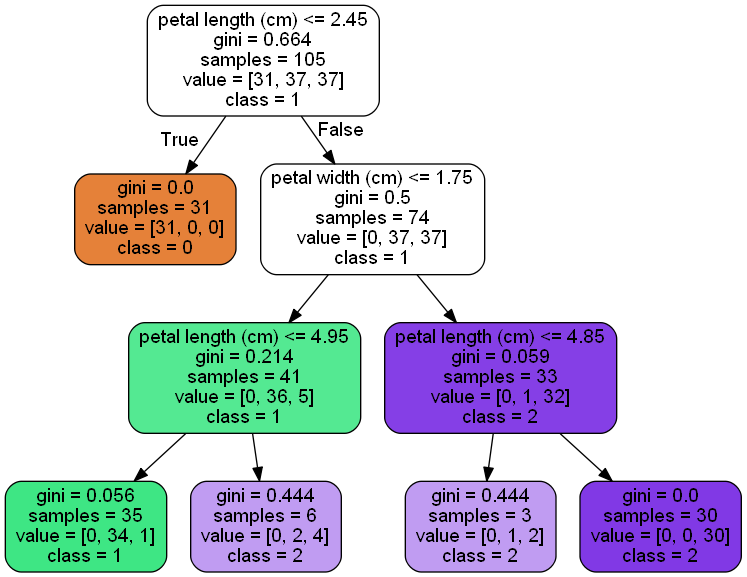 petal length (cm) <= 2.45
gini = 0.664
samples = 105
value = [31, 37, 37]
class = 1
True
False
gini = 0.0
samples = 31
value = [31, 0, 0]
class = 0
petal width (cm) <= 1.75
gini = 0.5
samples = 74
value = [0, 37, 37]
class = 1
petal length (cm) <= 4.95
gini = 0.214
samples = 41
value = [0, 36, 5]
class = 1
petal length (cm) <= 4.85
gini = 0.059
samples = 33
value = [0, 1, 32]
class = 2
gini = 0.056
samples = 35
value = [0, 34, 1]
class = 1
gini = 0.444
samples = 6
value = [0, 2, 4]
class = 2
gini = 0.444
samples = 3
value = [0, 1, 2]
class = 2
gini = 0.0
samples = 30
value = [0, 0, 30]
class = 2